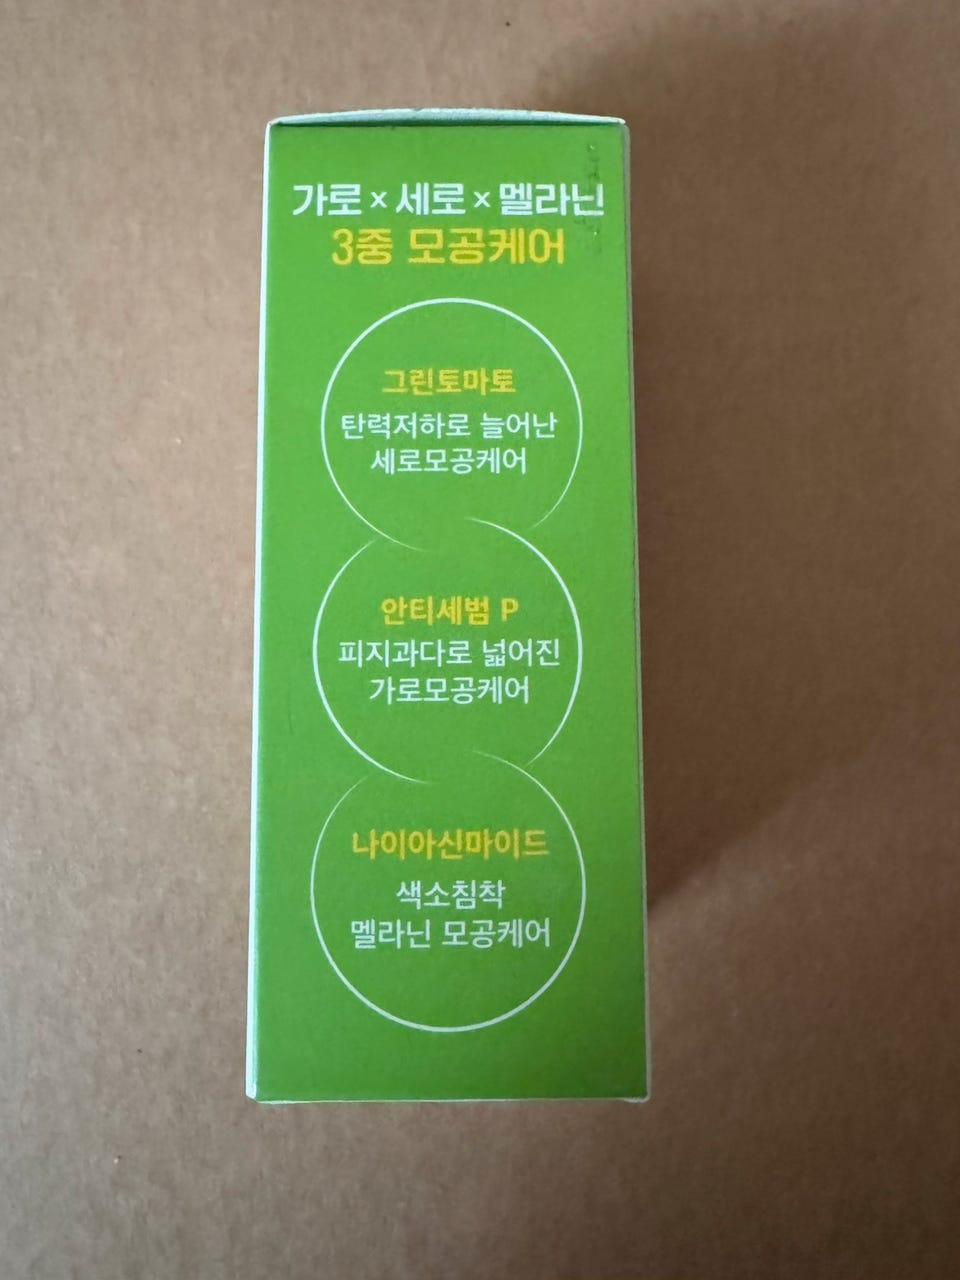 가로 × 세로 × 멜라닌
3중 모공케어
그린토마토
탄력저하로 늘어난
세로모공케어
안티세범 P
피지과다로 넓어진
가로모공케어
나이아신마이드
색소침착
멜라닌 모공케어